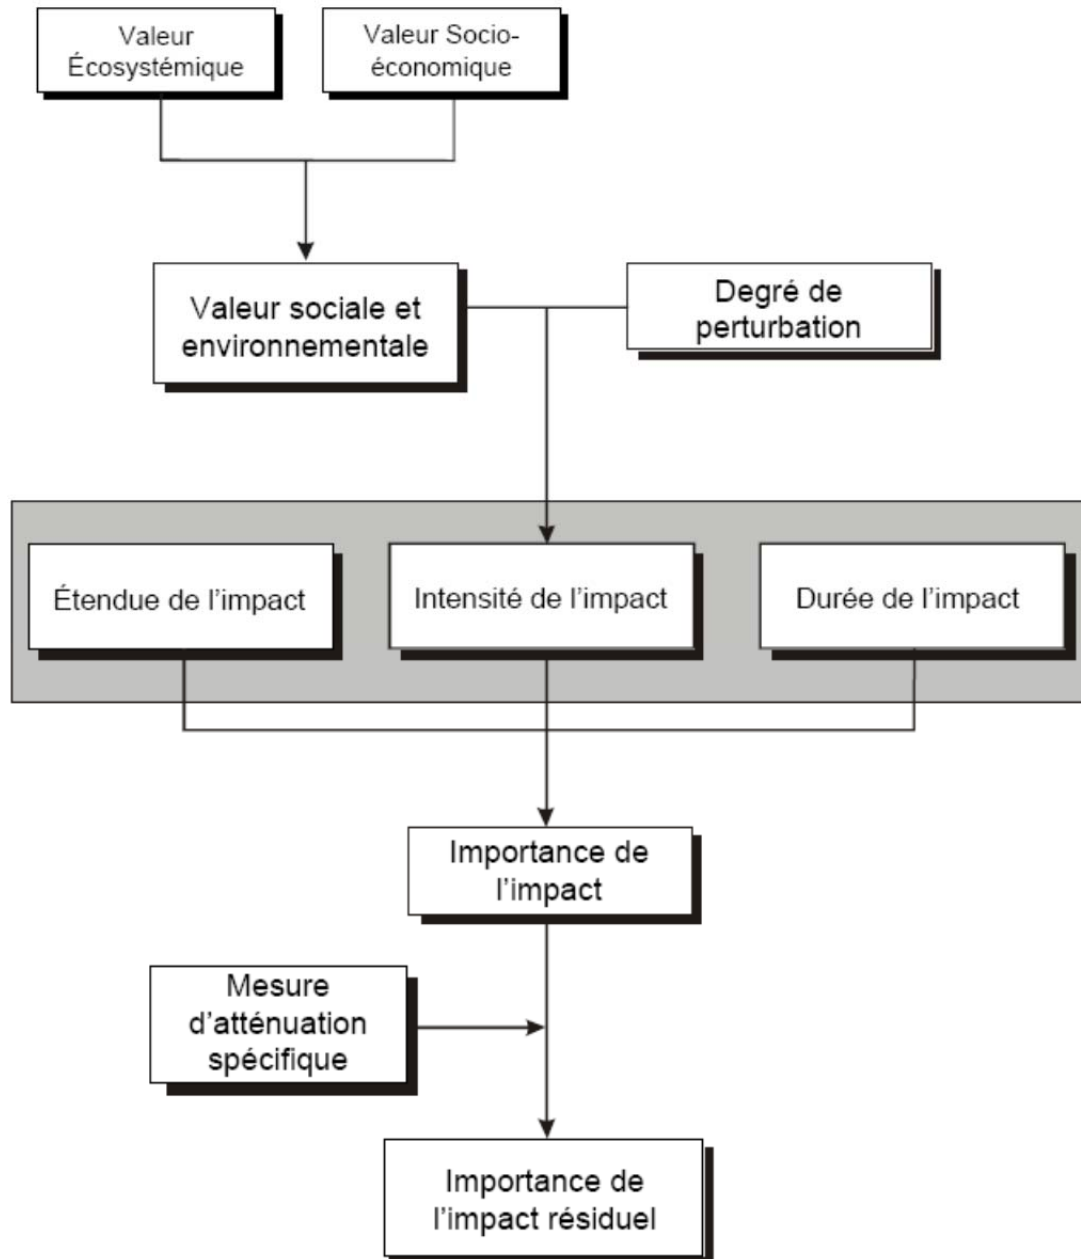 Valeur
Écosystémique
Valeur Socio-
économique
Valeur sociale et
environnementale
Degré de
perturbation
Étendue de l'impact
Intensité de l'impact
Durée de l'impact
Importance de
l'impact
Mesure
d'atténuation
spécifique
Importance de
l'impact résiduel